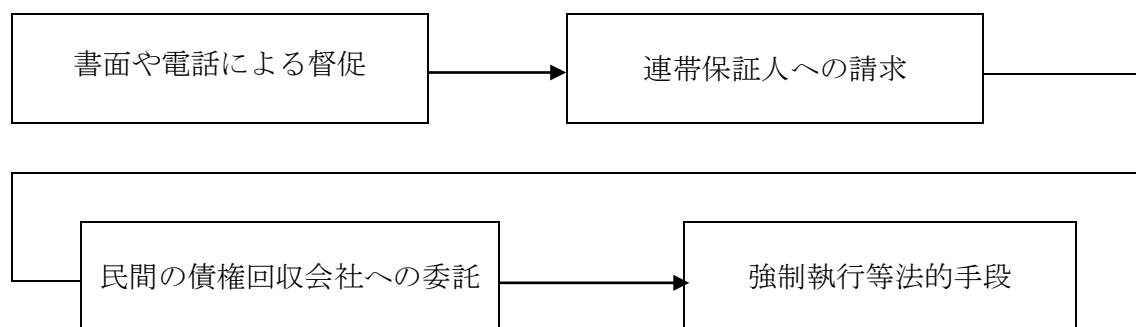 書面や電話による督促
連帯保証人への請求
民間の債権回収会社への委託
強制執行等法的手段